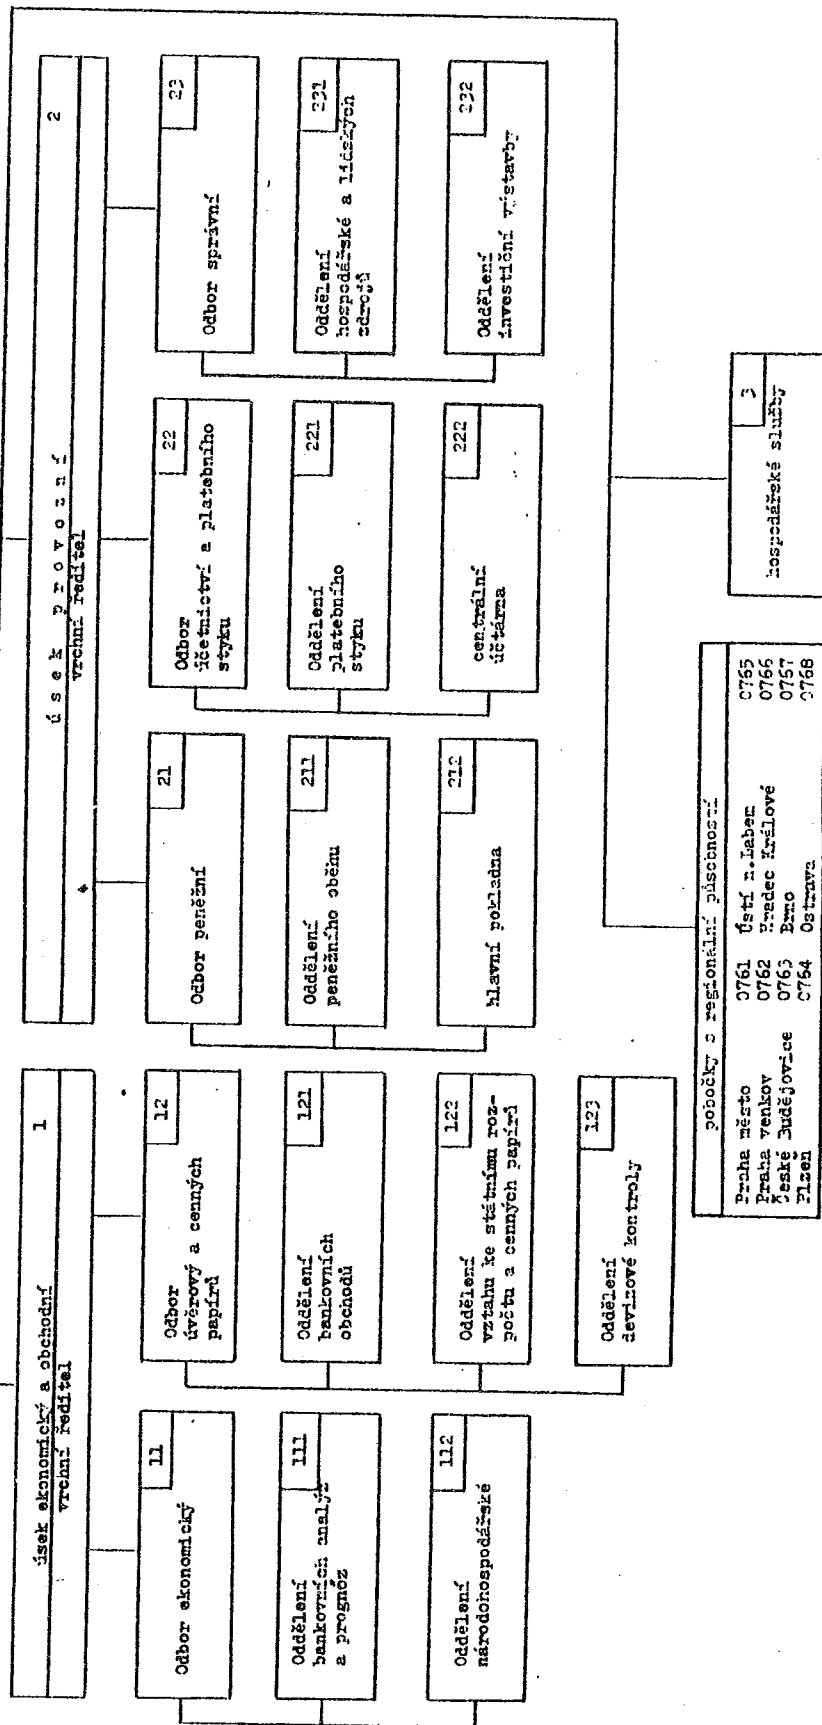 úsek ekonomický a obchodní 1
vrchní ředitel
úsek provozní 2
vrchní ředitel
11
Odbor ekonomický
12
Odbor
úvěrový a cenných
papírů
21
Odbor peněžní
22
Odbor
účetnictví a platebního
styku
23
Odbor správní
111
Oddělení
bankovních analýz
a prognóz
121
Oddělení
bankovních
obchodů
211
Oddělení
peněžního oběhu
221
Oddělení
platebního
styku
231
Oddělení
hospodářské a lidských
zdrojů
112
Oddělení
národohospodářské
122
Oddělení
vztahu ke státnímu roz-
počtu a cenných papírů
212
hlavní pokladna
222
centrální
účtárna
232
Oddělení
investiční výstavby
123
Oddělení
devizové kontroly
pobočky s regionální působností
Praha město 0761 Ústí n.Labem 0765
Praha venkov 0762 Hradec Králové 0766
České Budějovice 0763 Brno 0767
Plzeň 0764 Ostrava 0768
3
hospodářské služby